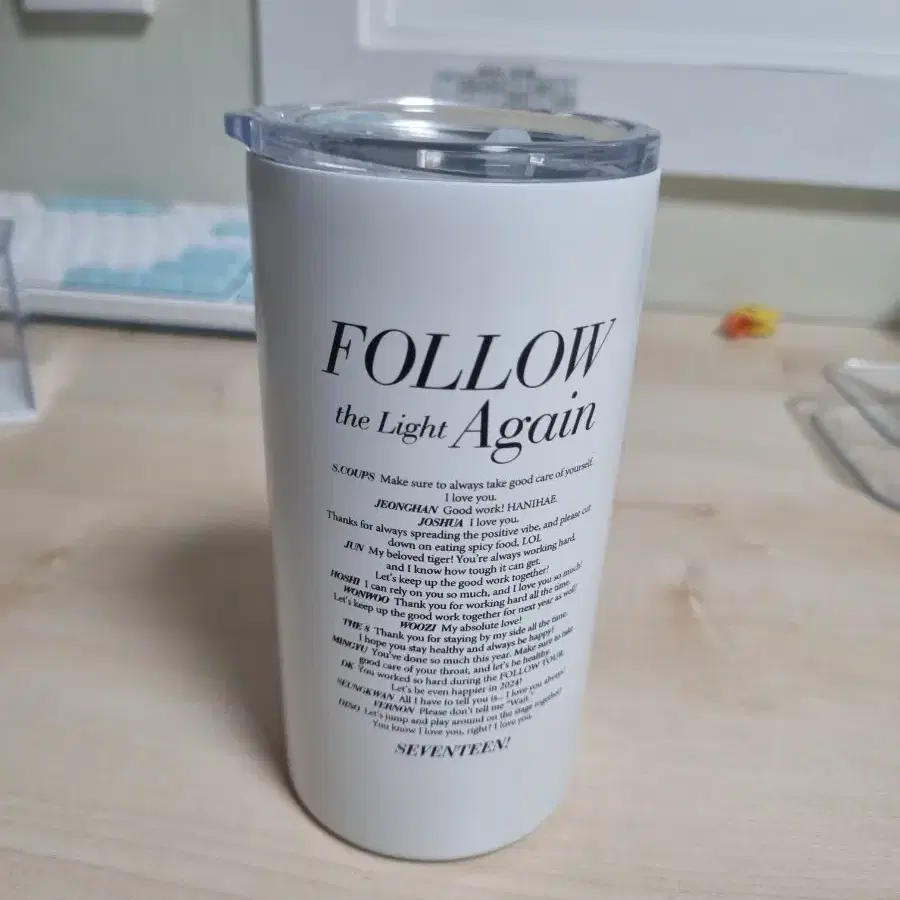 FOLLOW
the Light Again
S.COUPS Make sure to always take good care of yourself.
I love you.
JEONGHAN Good work! HANIHAE.
JOSHUA I love you.
Thanks for always spreading the positive vibe, and please cut
down on eating spicy food, LOL
JUN My beloved tiger! You're always working hard,
and I know how tough it can get.
Let's keep up the good work together!
HOSHI I can rely on you so much, and I love you so much!
WONWOO Thank you for working hard all the time.
Let's keep up the good work together for next year as well!
WOOZI My absolute love!
THE 8 Thank you for staying by my side all the time.
I hope you stay healthy and always be happy!
MINGYU You've done so much this year. Make sure to take
good care of your throat, and let's be healthy.
DK You worked so hard during the FOLLOW TOUR.
Let's be even happier in 2024!
SEUNGKWAN All I have to tell you is... I love you always!
VERNON Please don't tell me "Wait."
DINO Let's jump and play around on the stage together!
You know I love you, right? I love you.
SEVENTEEN!